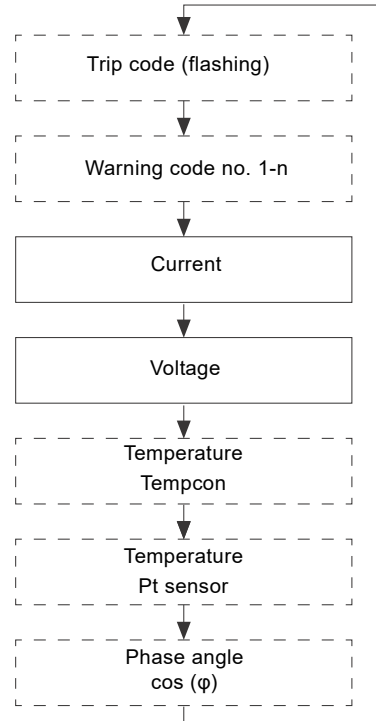 Trip code (flashing)
Warning code no. 1-n
Current
Voltage
Temperature
Tempcon
Temperature
Pt sensor
Phase angle
cos (φ)